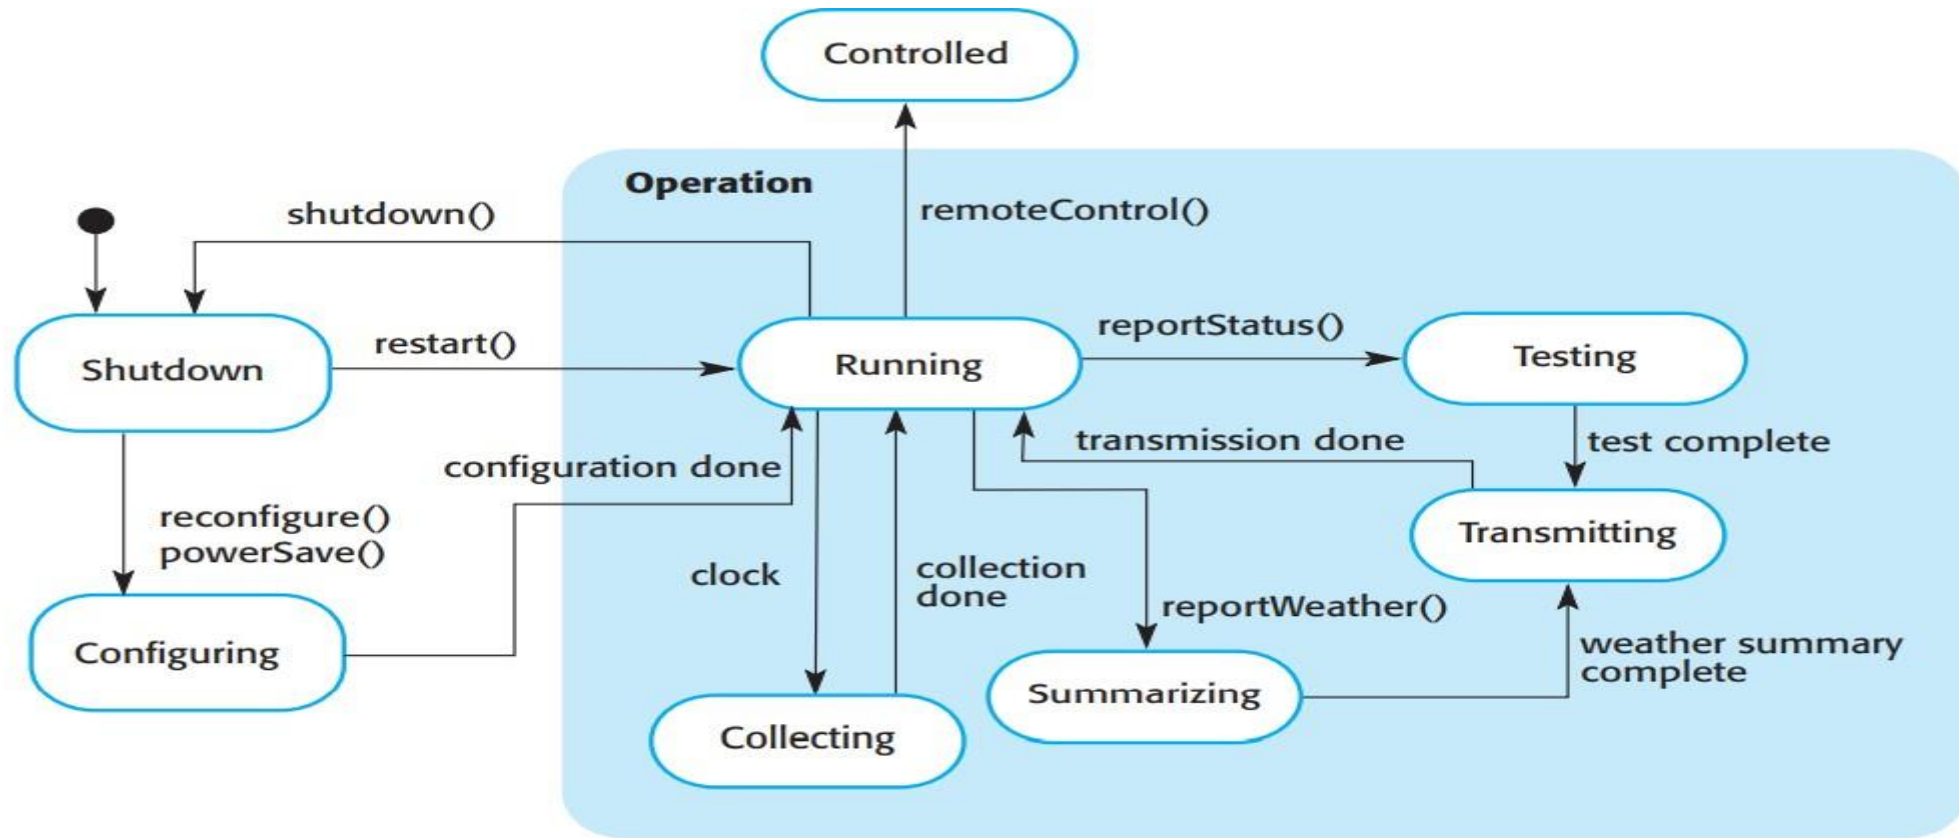 Controlled
Operation
shutdown()
remoteControl()
restart()
reportStatus()
Shutdown
Running
Testing
configuration done
transmission done
test complete
reconfigure()
powerSave()
clock
collection
done
Transmitting
reportWeather()
Configuring
Collecting
Summarizing
weather summary
complete